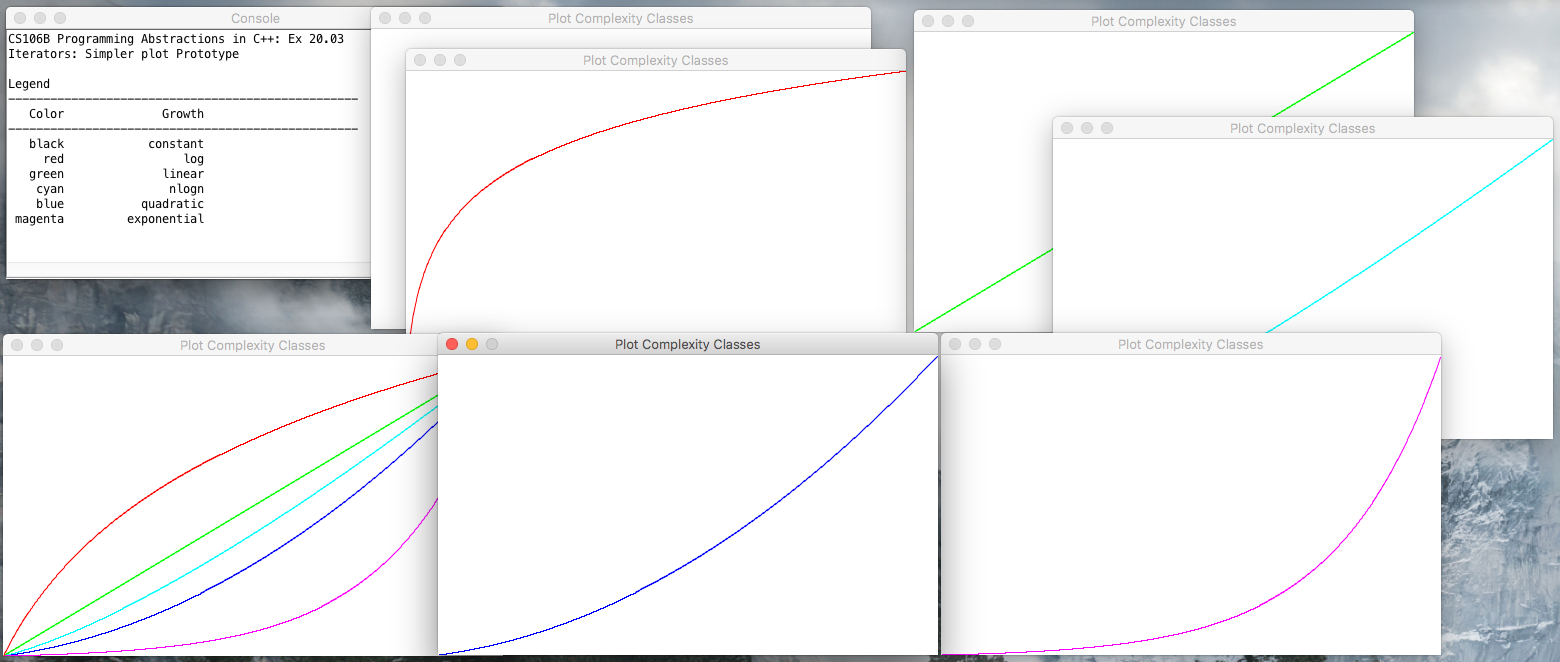 Console
CS106B Programming Abstractions in C++: Ex 20.03
Iterators: Simpler plot Prototype
Legend
Color Growth
black constant
red log
green linear
cyan nlogn
blue quadratic
magenta exponential
Plot Complexity Classes
Plot Complexity Classes
Plot Complexity Classes
Plot Complexity Classes
Plot Complexity Classes
Plot Complexity Classes
Plot Complexity Classes